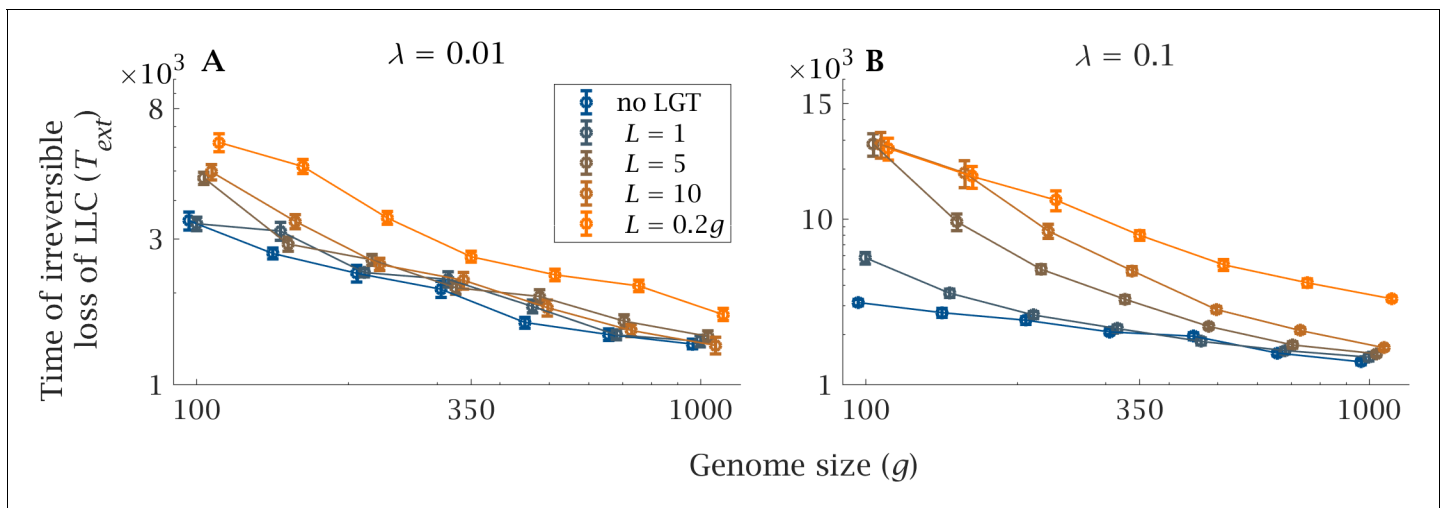 A
λ = 0.01
×10³
8
3
1
100
350
1000
no LGT
L = 1
L = 5
L = 10
L = 0.2g
Time of irreversible
loss of LLC (T_ext)
B
λ = 0.1
×10³
15
10
1
100
350
1000
Genome size (g)